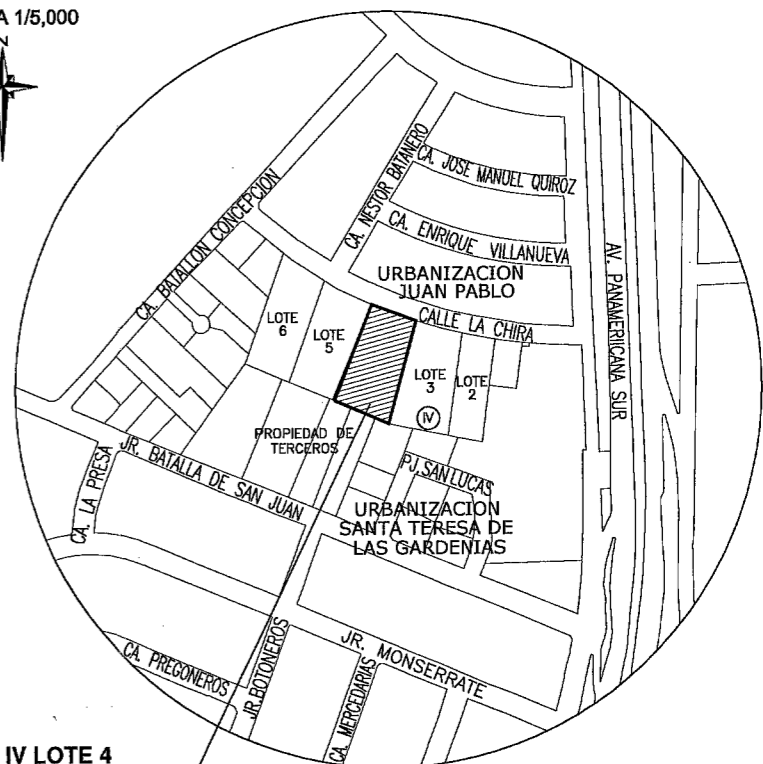 A 1/5,000
N
CA. BATALLON CONCEPCION
CA. NESTOR BATANERO
CA. JOSE MANUEL QUIROZ
CA. ENRIQUE VILLANUEVA
URBANIZACION
JUAN PABLO
CALLE LA CHIRA
AV. PANAMERIICANA SUR
LOTE
6
LOTE
5
LOTE
3
LOTE
2
IV
PROPIEDAD DE
TERCEROS
JR. BATALLA DE SAN JUAN
CA. LA PRESA
PJ. SAN LUCAS
URBANIZACION
SANTA TERESA DE
LAS GARDENIAS
JR. MONSERRATE
CA. PREGONEROS
JR. BOTONEROS
CA. MERCEDARIAS
IV LOTE 4